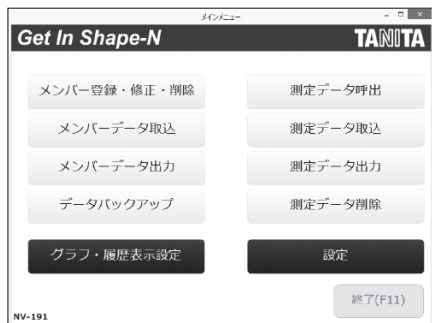 メインメニュー
Get In Shape-N TANITA
メンバー登録・修正・削除 測定データ呼出
メンバーデータ取込 測定データ取込
メンバーデータ出力 測定データ出力
データバックアップ 測定データ削除
グラフ・履歴表示設定 設定
終了(F11)
NV-191